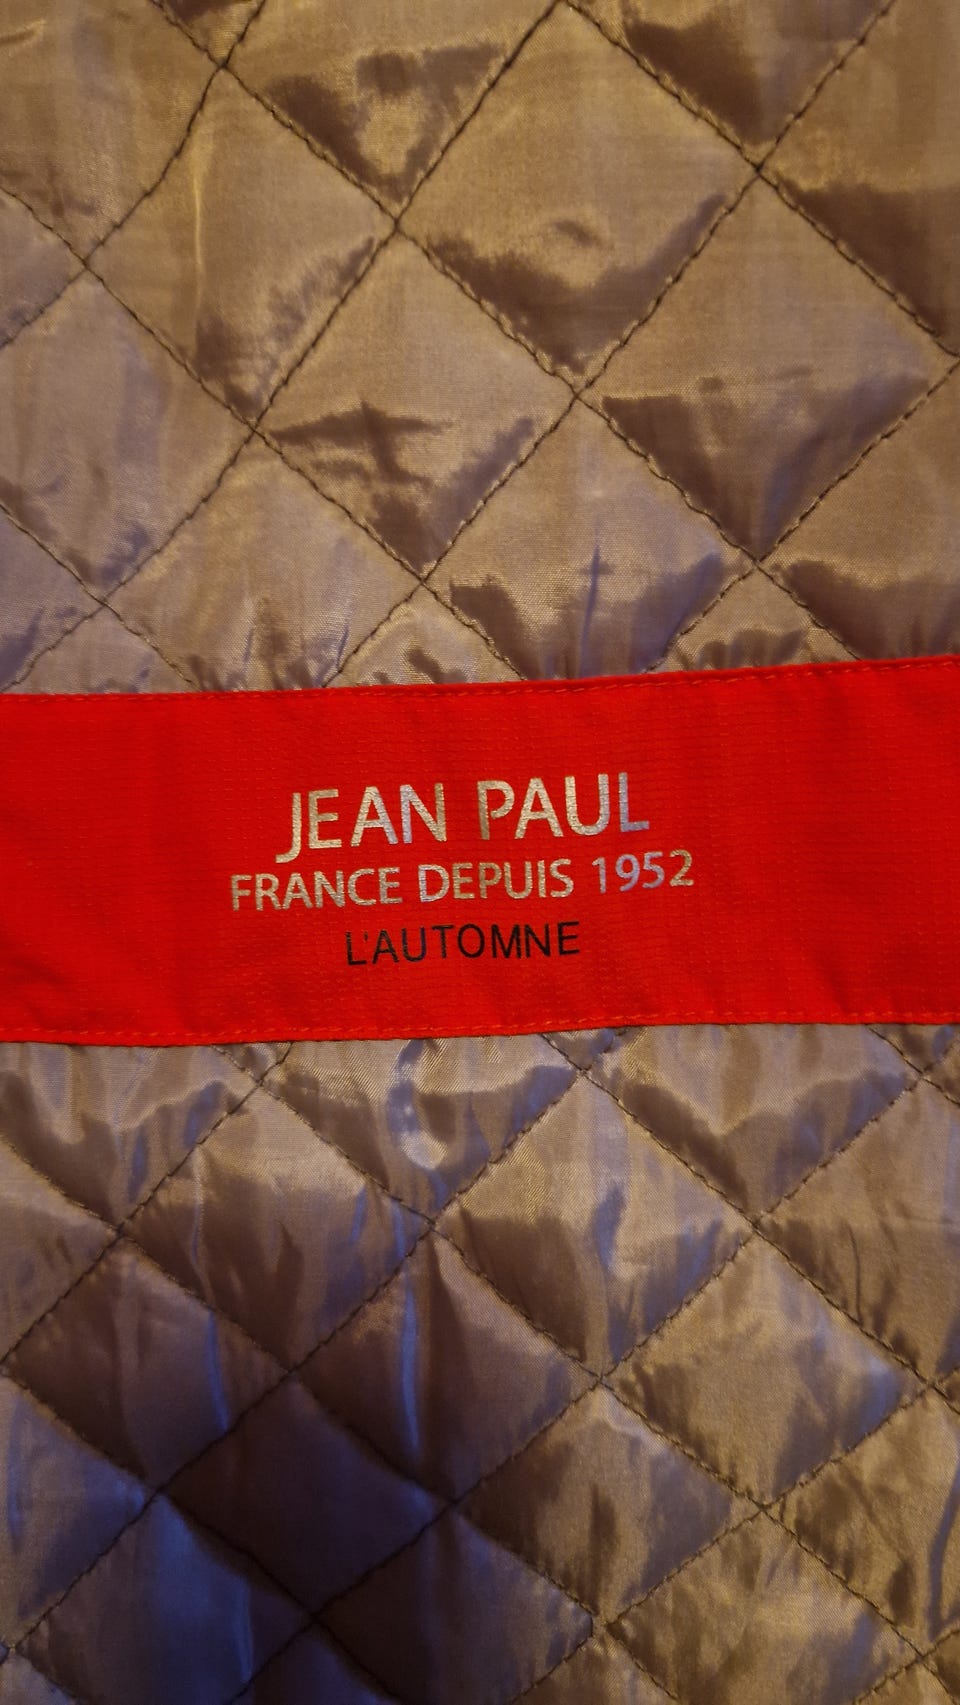 JEAN PAUL
FRANCE DEPUIS 1952
L'AUTOMNE